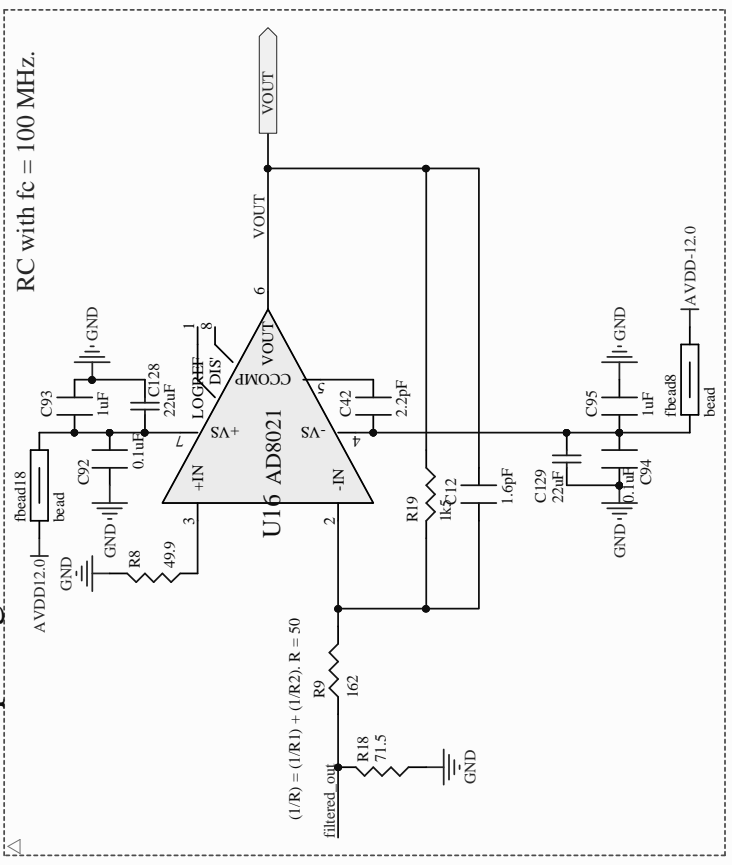 RC with fc = 100 MHz.
VOUT
VOUT
6
GND
GND
1
8
LOGREF
DIS'
VOUT
CCOMP
5
C93
1uF
C128
22uF
C42
2.2pF
C95
1uF
AVDD-12.0
fbead8
bead
7
+VS
-VS
4
C92
0.1uF
fbead18
bead
AVDD12.0
GND
GND
+IN
-IN
U16 AD8021
3
2
R8
49.9
R19
1k5
C12
1.6pF
C129
22uF
0.1uF
C94
GND
(1/R) = (1/R1) + (1/R2). R = 50
R9
162
R18
71.5
GND
filtered_out